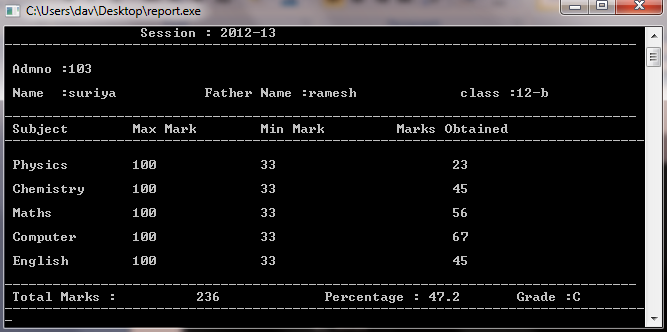 C:\Users\dav\Desktop\report.exe
Session : 2012-13
Admno :103
Name :suriya Father Name :ramesh class :12-b
Subject Max Mark Min Mark Marks Obtained
Physics 100 33 23
Chemistry 100 33 45
Maths 100 33 56
Computer 100 33 67
English 100 33 45
Total Marks : 236 Percentage : 47.2 Grade :C